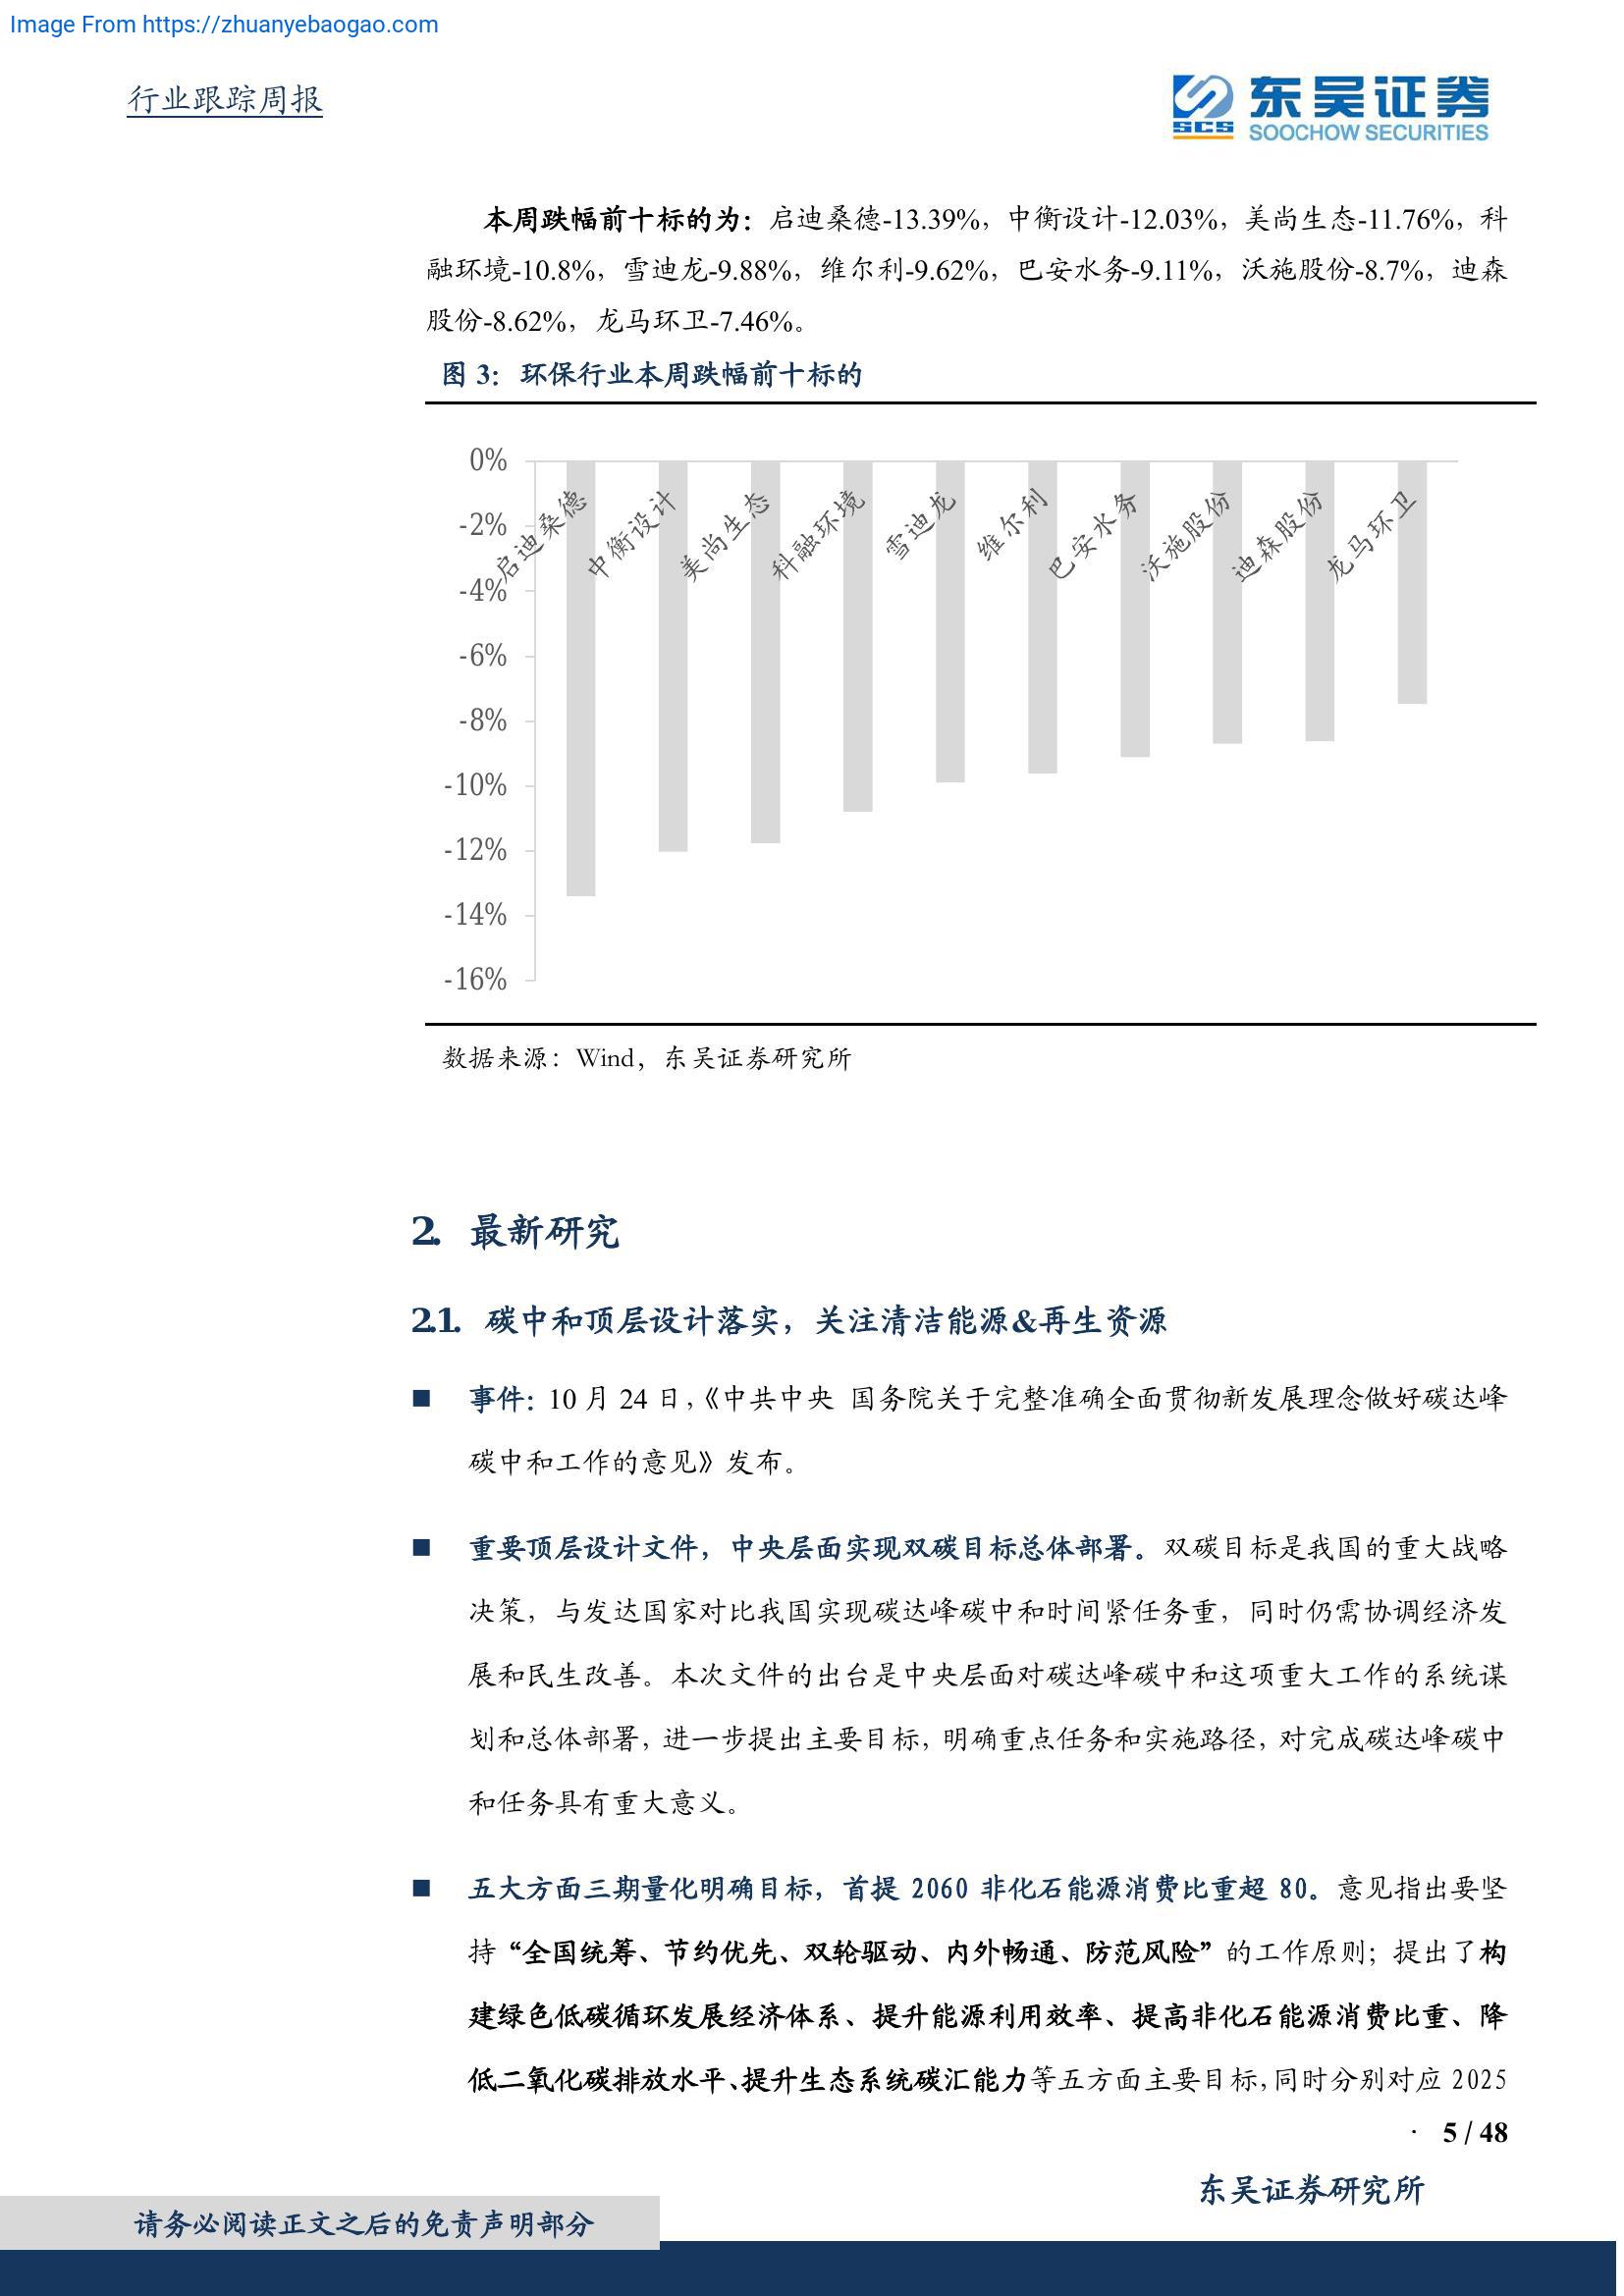 Image From https://zhuanyebaogao.com
行业跟踪周报
SCS 东吴证券
SOOCHOW SECURITIES
本周跌幅前十标的为：启迪桑德-13.39%，中衡设计-12.03%，美尚生态-11.76%，科
融环境-10.8%，雪迪龙-9.88%，维尔利-9.62%，巴安水务-9.11%，沃施股份-8.7%，迪森
股份-8.62%，龙马环卫-7.46%。
图 3：环保行业本周跌幅前十标的
0%
-2%
-4%
-6%
-8%
-10%
-12%
-14%
-16%
启迪桑德
中衡设计
美尚生态
科融环境
雪迪龙
维尔利
巴安水务
沃施股份
迪森股份
龙马环卫
数据来源：Wind，东吴证券研究所
2. 最新研究
2.1. 碳中和顶层设计落实，关注清洁能源&再生资源
■ 事件：10 月 24 日，《中共中央 国务院关于完整准确全面贯彻新发展理念做好碳达峰
碳中和工作的意见》发布。
■ 重要顶层设计文件，中央层面实现双碳目标总体部署。双碳目标是我国的重大战略
决策，与发达国家对比我国实现碳达峰碳中和时间紧任务重，同时仍需协调经济发
展和民生改善。本次文件的出台是中央层面对碳达峰碳中和这项重大工作的系统谋
划和总体部署，进一步提出主要目标，明确重点任务和实施路径，对完成碳达峰碳中
和任务具有重大意义。
■ 五大方面三期量化明确目标，首提 2060 非化石能源消费比重超 80。意见指出要坚
持“全国统筹、节约优先、双轮驱动、内外畅通、防范风险”的工作原则；提出了构
建绿色低碳循环发展经济体系、提升能源利用效率、提高非化石能源消费比重、降
低二氧化碳排放水平、提升生态系统碳汇能力等五方面主要目标，同时分别对应 2025
· 5 / 48
东吴证券研究所
请务必阅读正文之后的免责声明部分